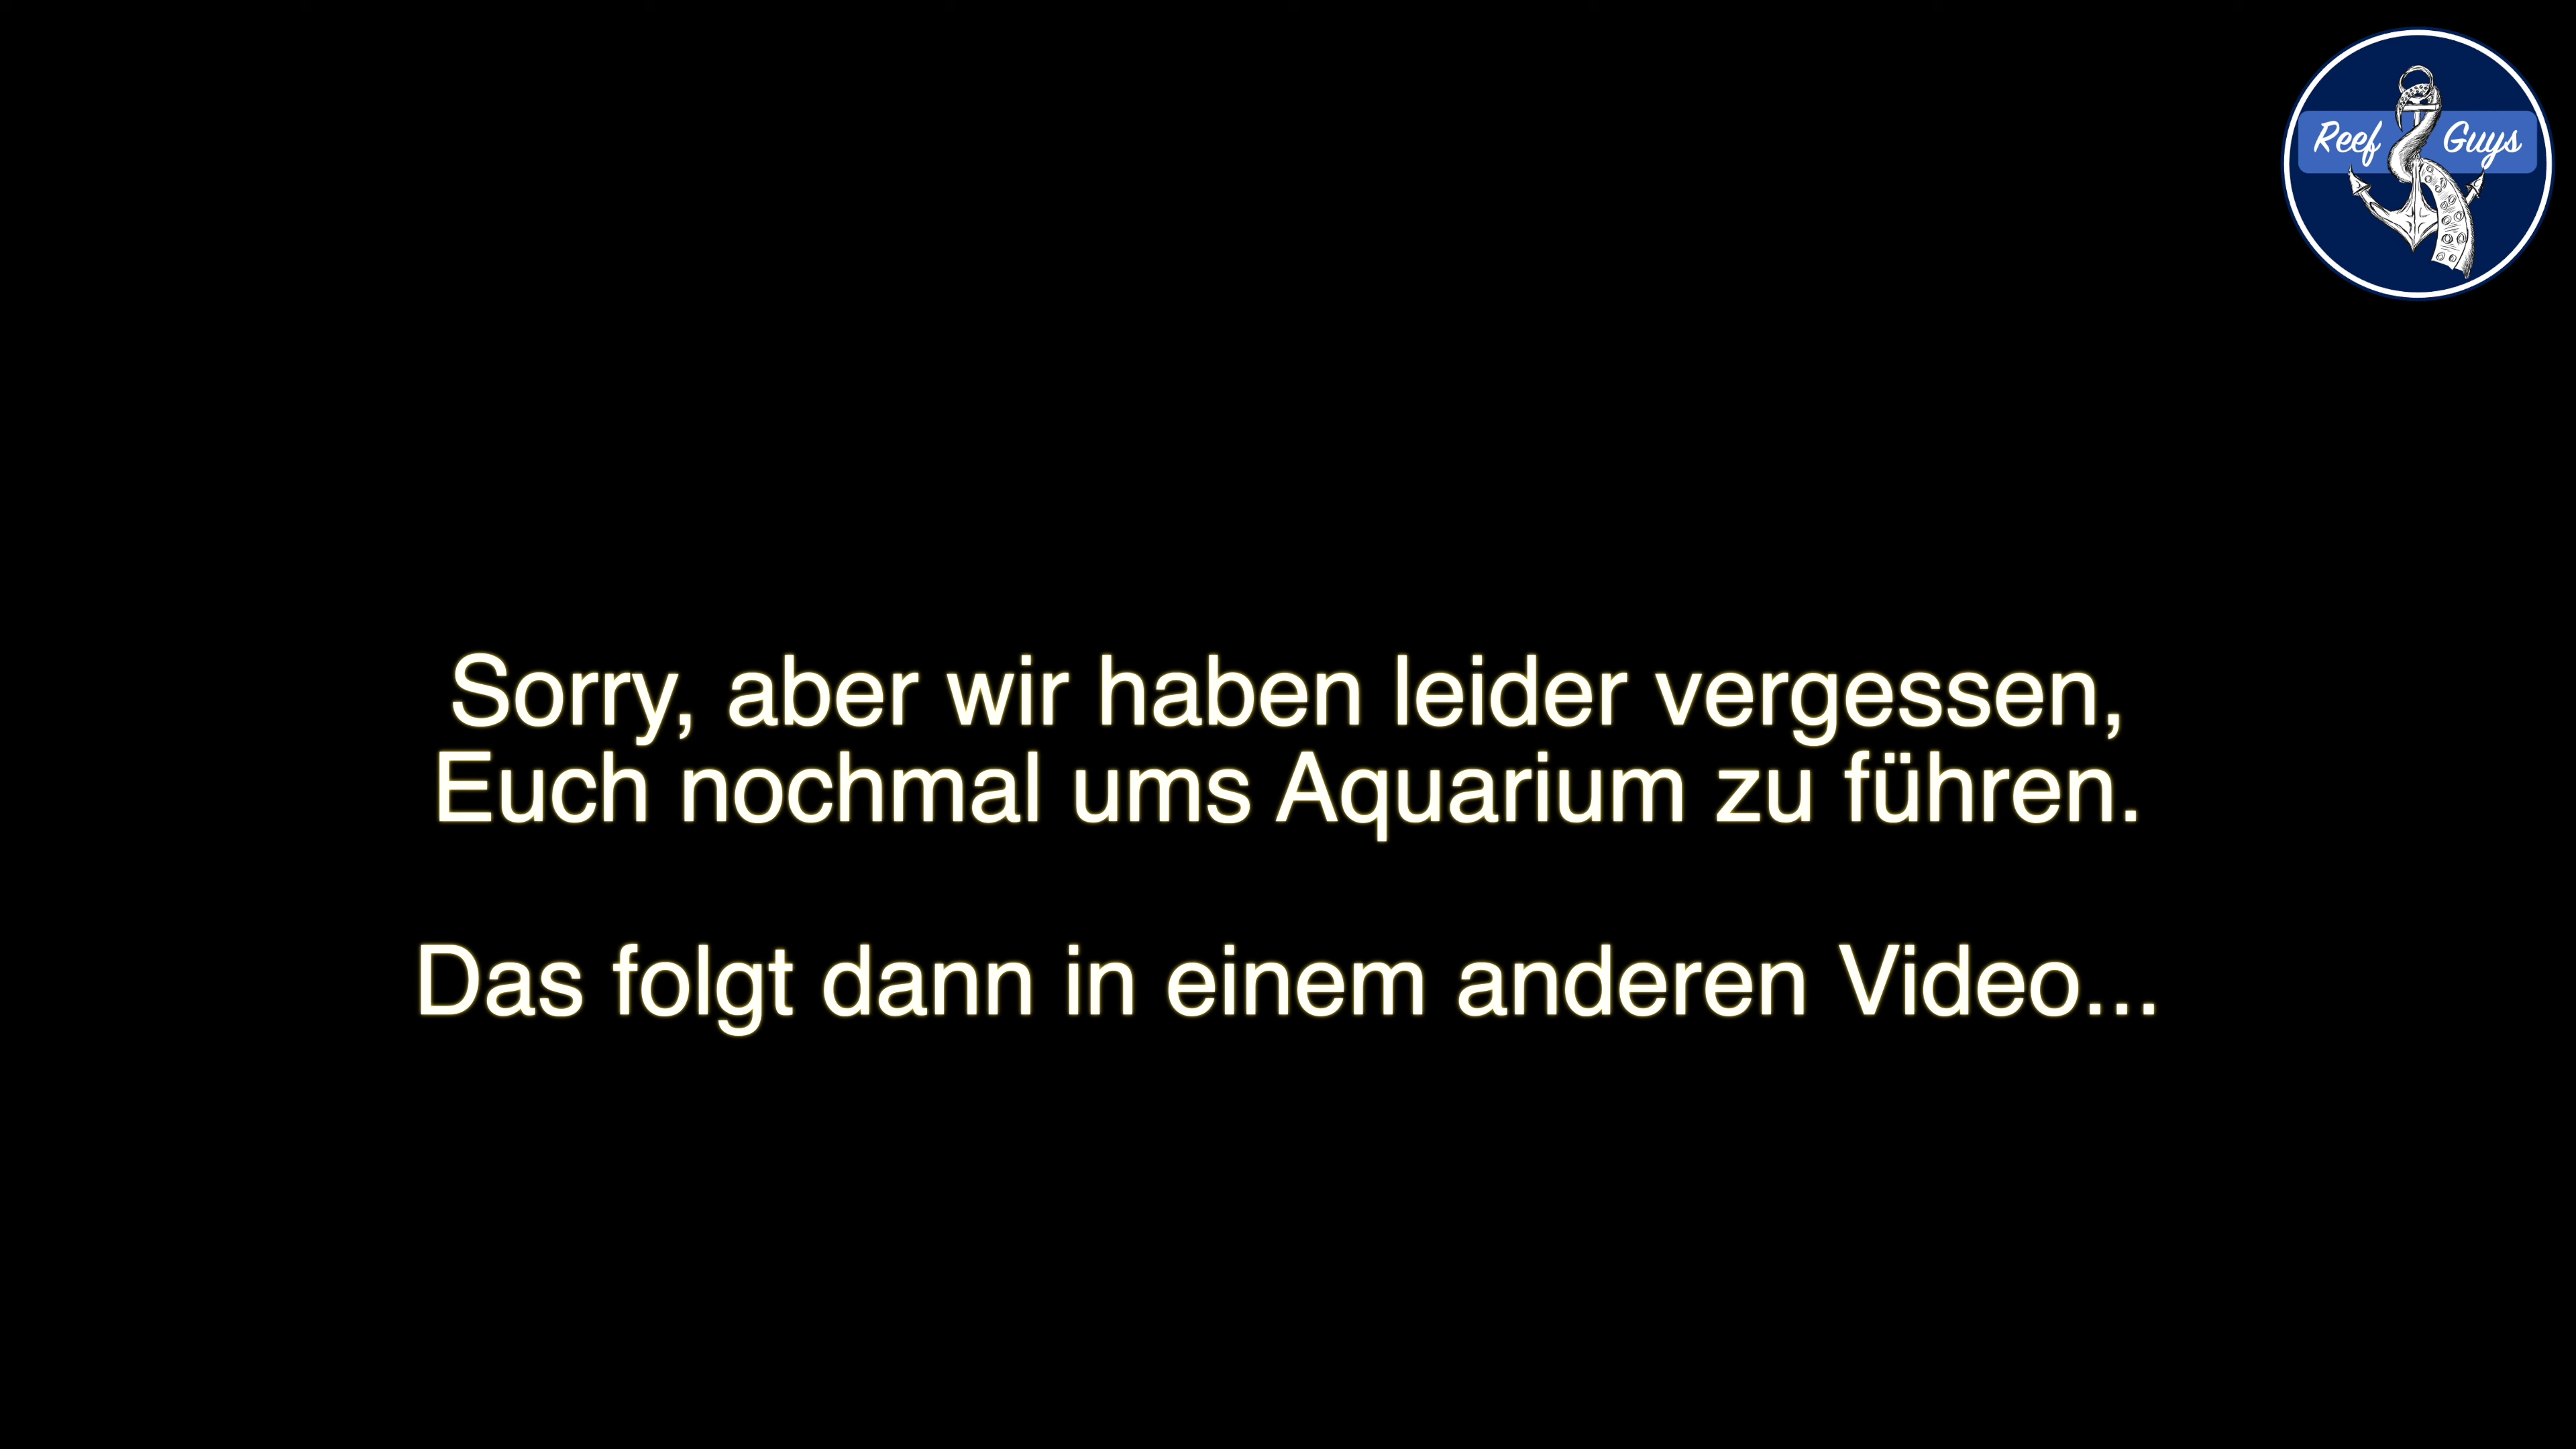 Reef Guys
Sorry, aber wir haben leider vergessen,
Euch nochmal ums Aquarium zu führen.
Das folgt dann in einem anderen Video...